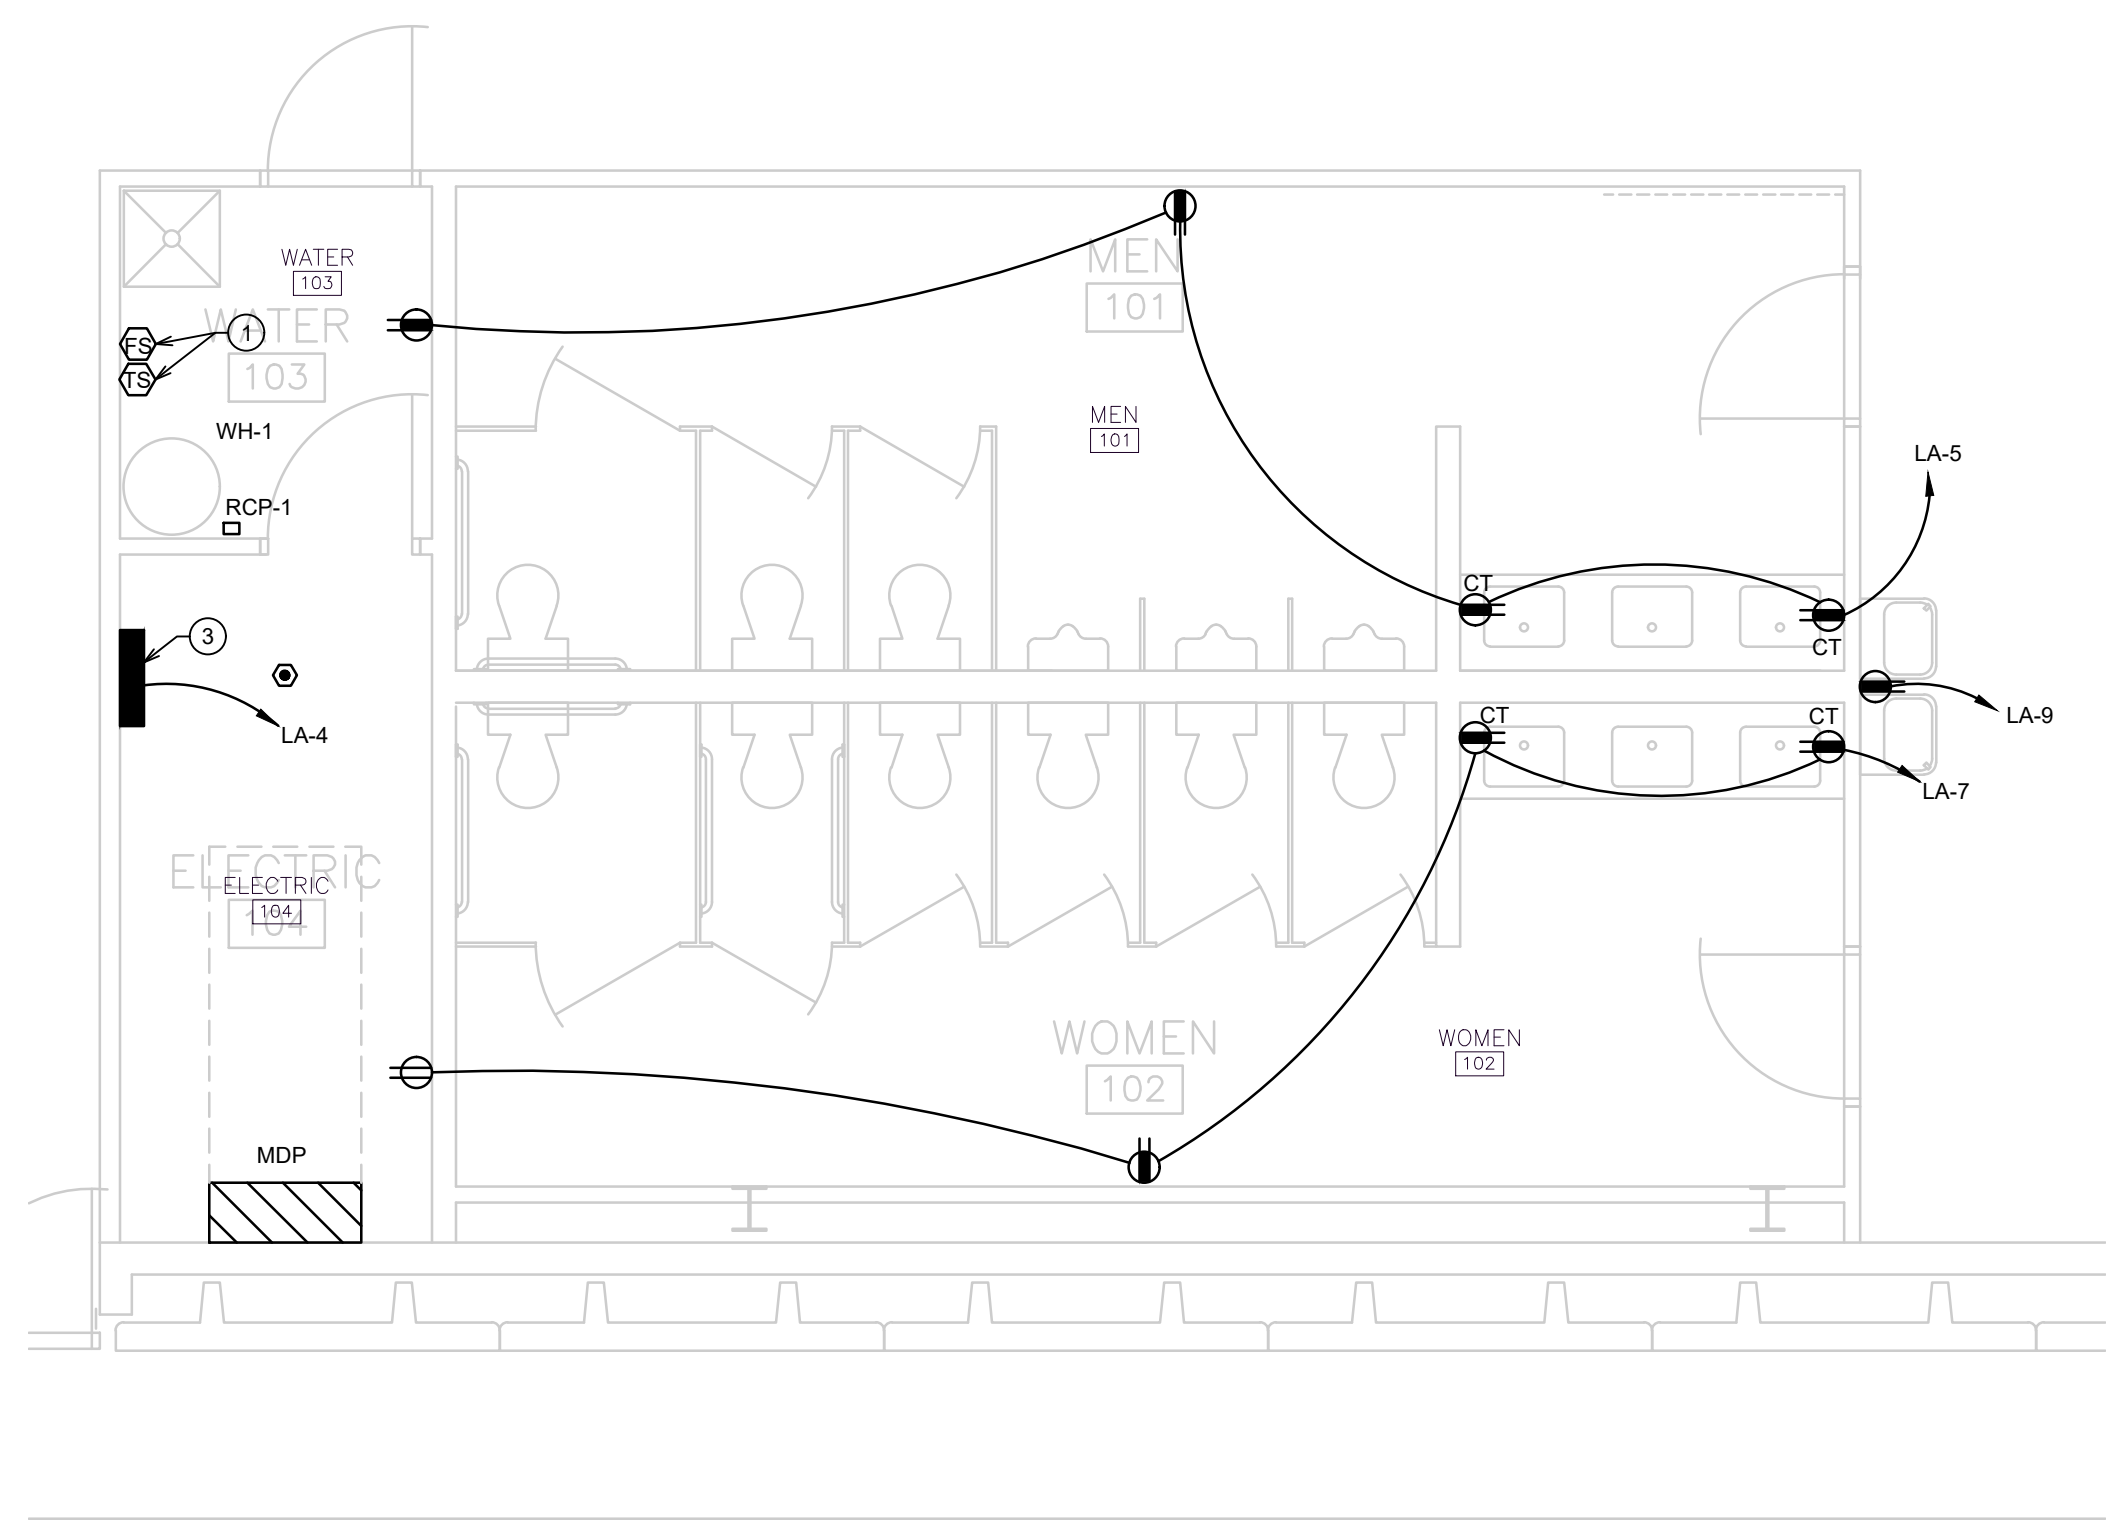 WATER
103
MEN
101
WATER
103
FS
TS
1
MEN
101
WH-1
LA-5
RCP-1
CT
CT
3
LA-4
CT
CT
LA-9
LA-7
ELECTRIC
104
ELECTRIC
104
WOMEN
102
WOMEN
102
MDP